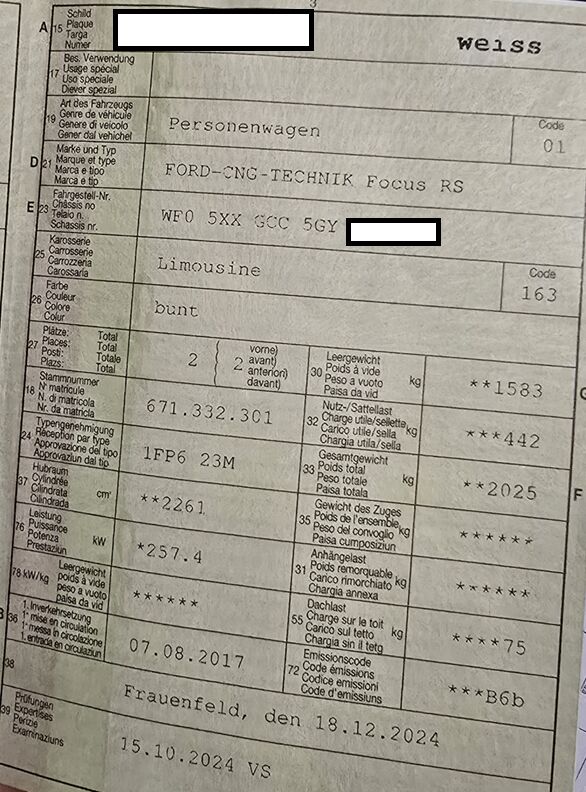 3
A 15 Schild
Plaque
Targa
Numer
weiss
17 Bes. Verwendung
Usage spécial
Uso speciale
Diever spezial
19 Art des Fahrzeugs
Genre de véhicule
Genere di veicolo
Gener dal vehichel
Personenwagen
Code
01
D 21 Marke und Typ
Marque et type
Marca e tipo
Marca e tip
FORD-CNG-TECHNIK Focus RS
E 23 Fahrgestell-Nr.
Châssis no
Telaio n.
Schassis nr.
WF0 5XX GCC 5GY
25 Karosserie
Carrosserie
Carrozzeria
Carossaria
Limousine
Code
163
26 Farbe
Couleur
Colore
Colur
bunt
27 Plätze: Total
Places: Total
Posti: Totale
Plazs: Total
2 ( 2 vorne)
avant)
anteriori)
davant)
30 Leergewicht
Poids à vide kg
Peso a vuoto
Paisa da vid
**1583
18 Stammnummer
N° matricule
N. di matricola
Nr. da matricla
671.332.301
32 Nutz-/Sattellast
Charge utile/sellette kg
Carico utile/sella
Chargia utila/sella
***442
24 Typengenehmigung
Réception par type
Approvazione del tipo
Approvaziun dal tip
1FP6 23M
33 Gesamtgewicht
Poids total kg
Peso totale
Paisa totala
**2025
F
37 Hubraum
Cylindrée cm³
Cilindrata
Cilindrada
**2261
35 Gewicht des Zuges
Poids de l'ensemble kg
Peso del convoglio
Paisa cumposiziun
******
76 Leistung
Puissance kW
Potenza
Prestaziun
*257.4
31 Anhängelast
Poids remorquable kg
Carico rimorchiato
Chargia annexa
******
78 kW/kg Leergewicht
poids à vide
peso a vuoto
paisa da vid
******
55 Dachlast
Charge sur le toit kg
Carico sul tetto
Chargia sin il tetg
****75
B 36 1. Inverkehrsetzung
1re mise en circulation
1a messa in circolazione
1. entrada en circulaziun
07.08.2017
72 Emissionscode
Code émissions
Codice emissioni
Code d'emissiuns
***B6b
38
Frauenfeld, den 18.12.2024
39 Prüfungen
Expertises
Perizie
Examinaziuns
15.10.2024 VS